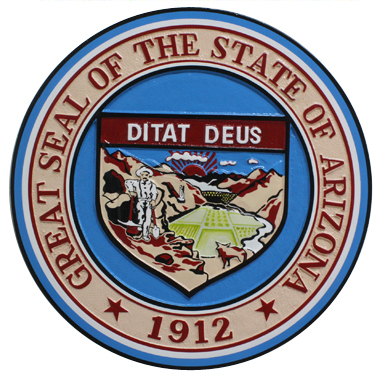 GREAT SEAL OF THE STATE OF ARIZONA
DITAT DEUS
1912